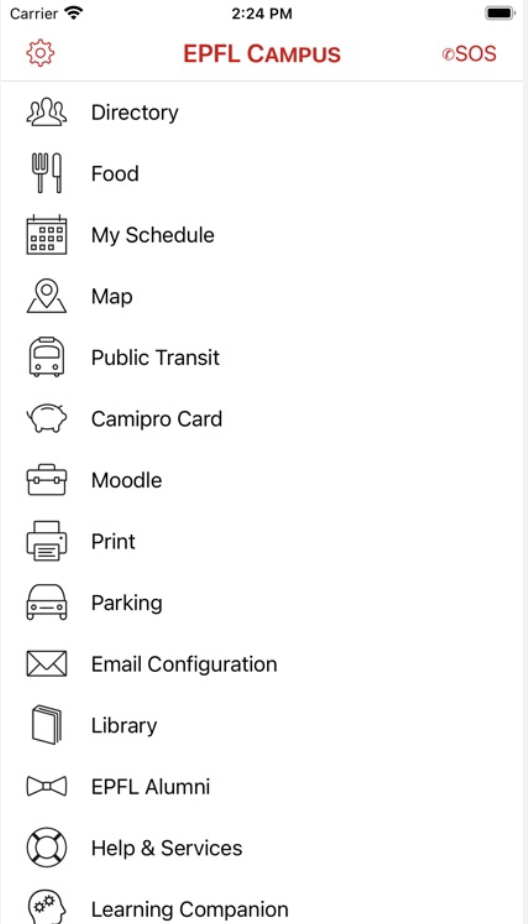 Carrier 2:24 PM
EPFL CAMPUS ✆SOS
Directory
Food
My Schedule
Map
Public Transit
Camipro Card
Moodle
Print
Parking
Email Configuration
Library
EPFL Alumni
Help & Services
Learning Companion